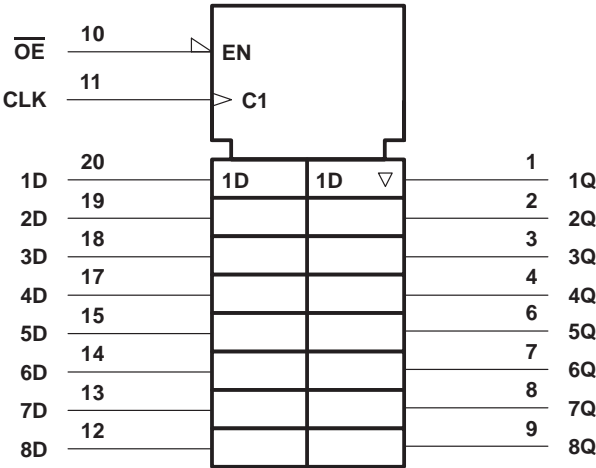 10
O̅E̅ EN
11
CLK C1
20 1
1D 1D 1D 1Q
19 2
2D 2Q
18 3
3D 3Q
17 4
4D 4Q
15 6
5D 5Q
14 7
6D 6Q
13 8
7D 7Q
12 9
8D 8Q